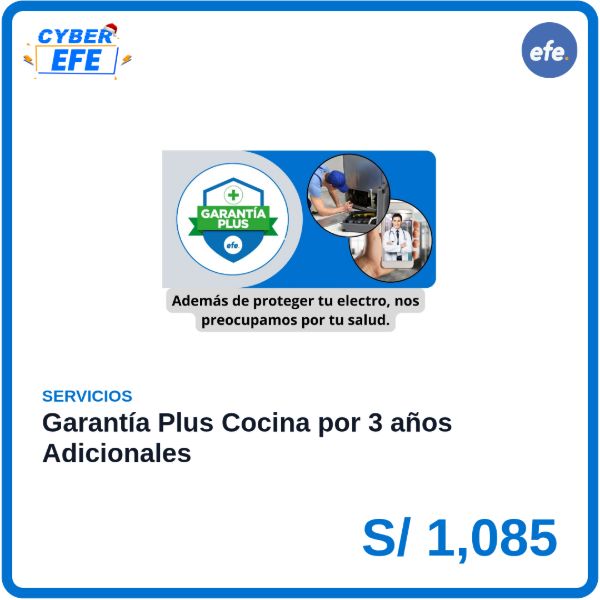 CYBER
EFE
efe.
GARANTÍA
PLUS
efe.
Además de proteger tu electro, nos
preocupamos por tu salud.
SERVICIOS
Garantía Plus Cocina por 3 años
Adicionales
S/ 1,085